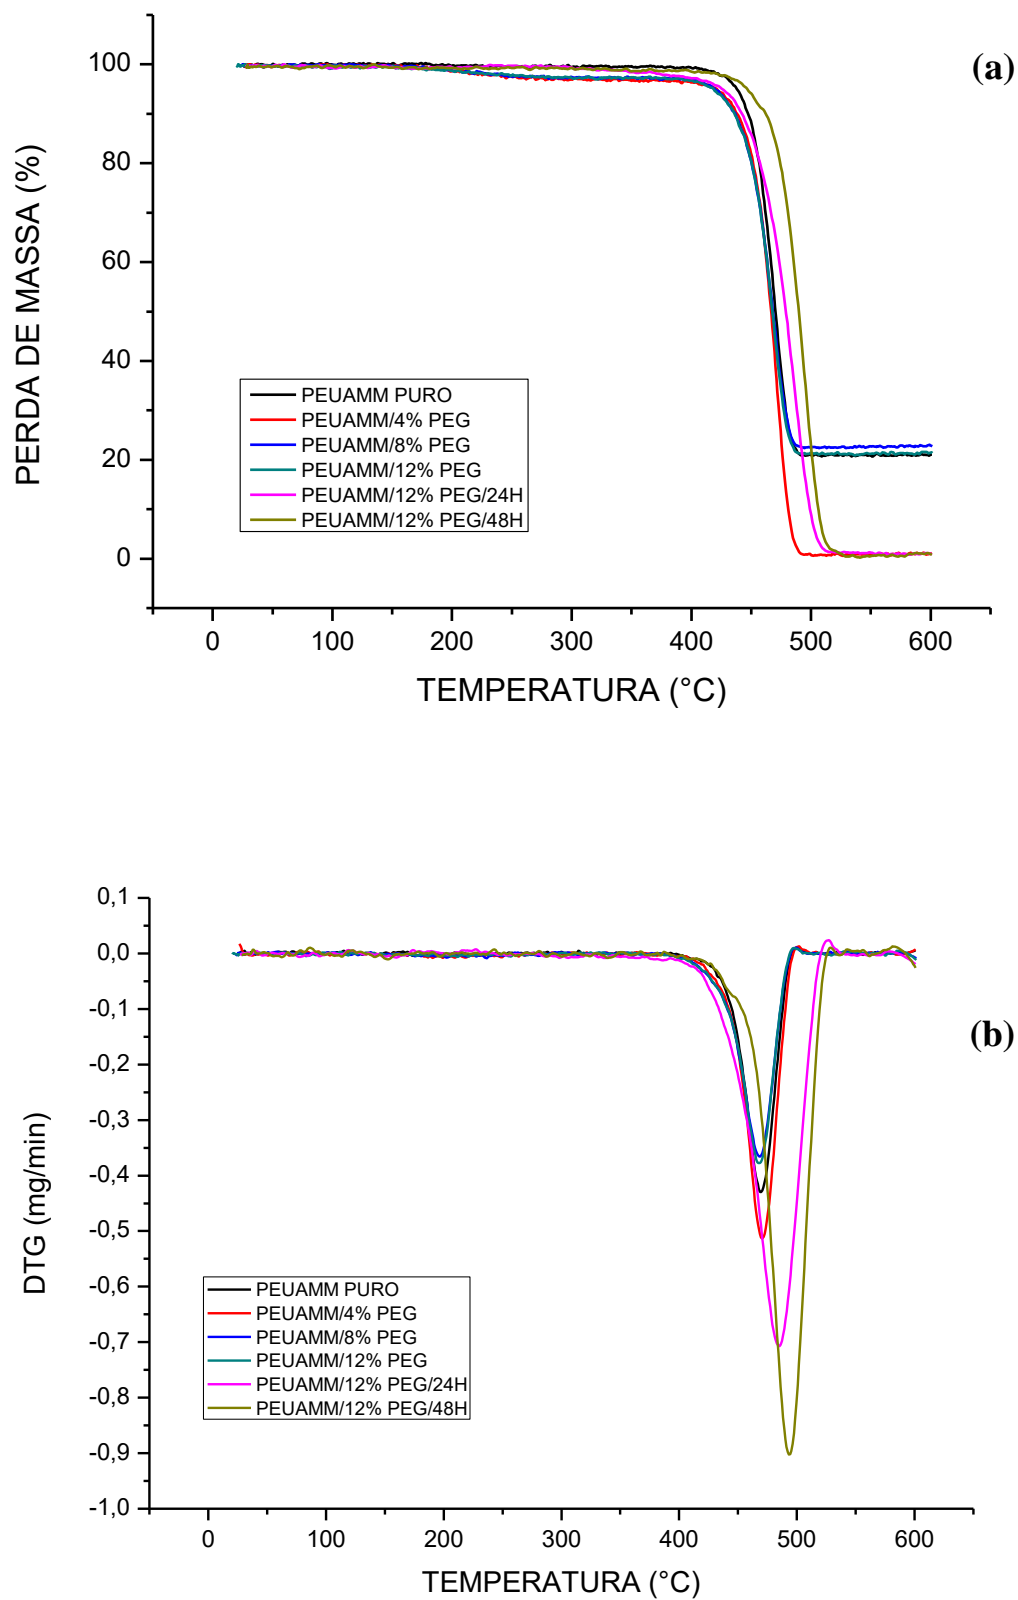 (a)
PERDA DE MASSA (%)
100
80
60
40
20
0
PEUAMM PURO
PEUAMM/4% PEG
PEUAMM/8% PEG
PEUAMM/12% PEG
PEUAMM/12% PEG/24H
PEUAMM/12% PEG/48H
0 100 200 300 400 500 600
TEMPERATURA (°C)
(b)
DTG (mg/min)
0,1
0,0
-0,1
-0,2
-0,3
-0,4
-0,5
-0,6
-0,7
-0,8
-0,9
-1,0
PEUAMM PURO
PEUAMM/4% PEG
PEUAMM/8% PEG
PEUAMM/12% PEG
PEUAMM/12% PEG/24H
PEUAMM/12% PEG/48H
0 100 200 300 400 500 600
TEMPERATURA (°C)